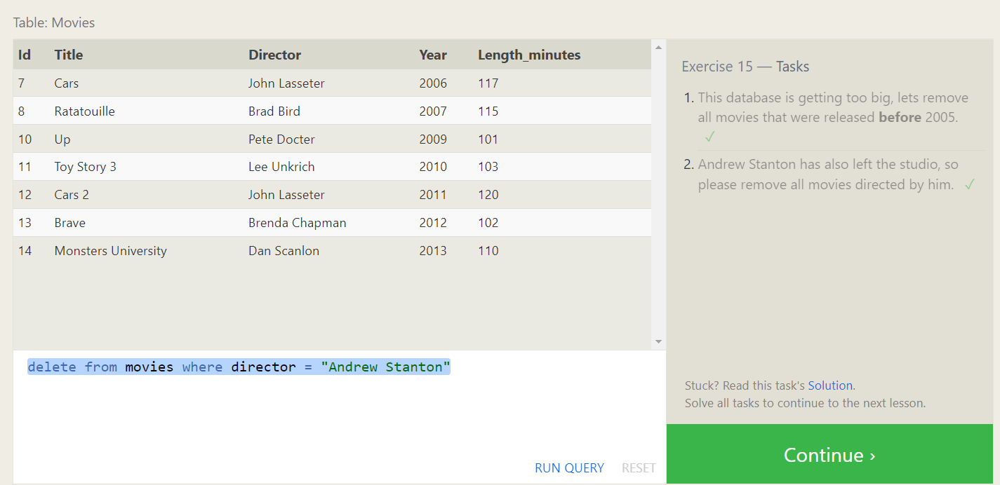 Table: Movies
Id Title Director Year Length_minutes
7 Cars John Lasseter 2006 117
8 Ratatouille Brad Bird 2007 115
10 Up Pete Docter 2009 101
11 Toy Story 3 Lee Unkrich 2010 103
12 Cars 2 John Lasseter 2011 120
13 Brave Brenda Chapman 2012 102
14 Monsters University Dan Scanlon 2013 110
delete from movies where director = "Andrew Stanton"
RUN QUERY RESET
Exercise 15 — Tasks
1. This database is getting too big, lets remove
all movies that were released before 2005.
✓
2. Andrew Stanton has also left the studio, so
please remove all movies directed by him. ✓
Stuck? Read this task's Solution.
Solve all tasks to continue to the next lesson.
Continue ›